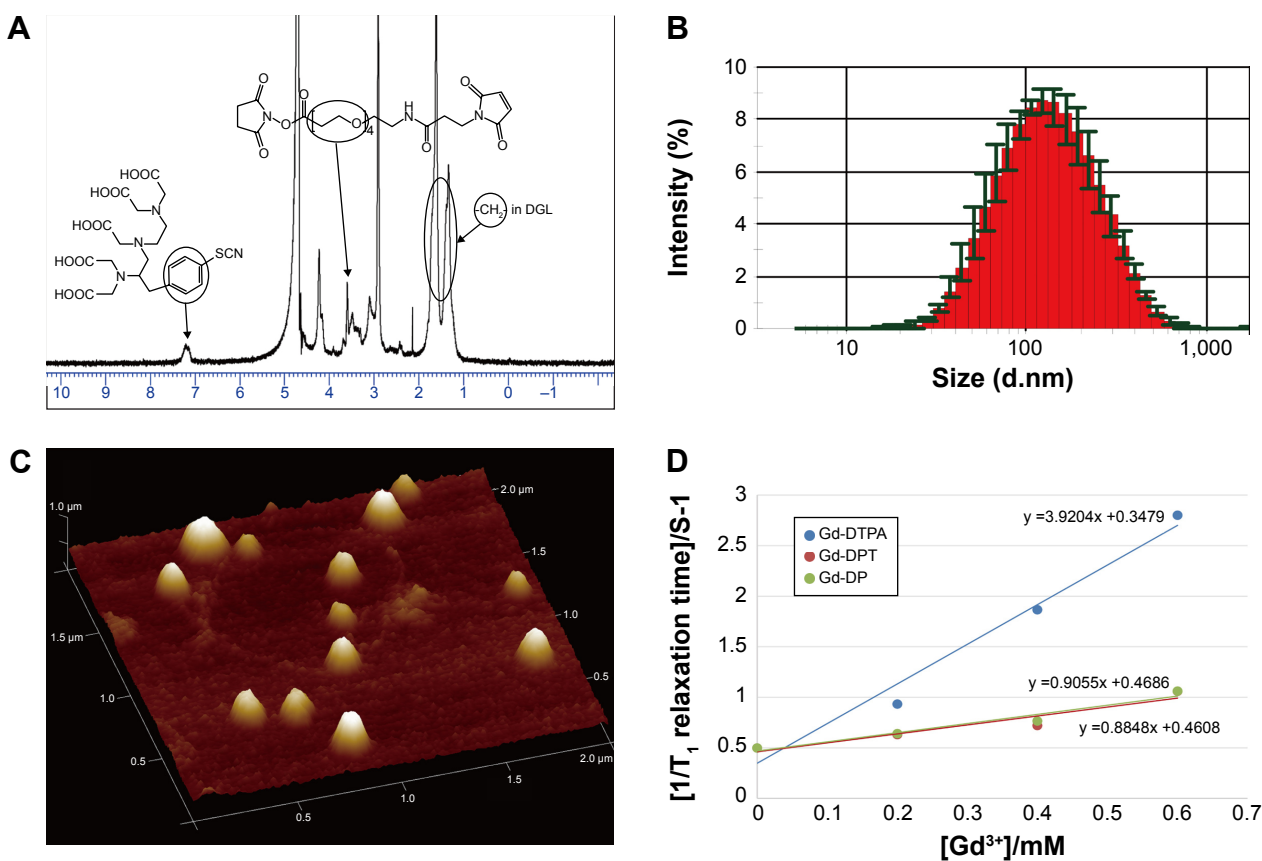 A
O
O
N
O
O
O
[
O
]4
H
N
O
O
N
O
HOOC
HOOC
N
HOOC
N
SCN
HOOC
N
HOOC
-CH2- in DGL
10 9 8 7 6 5 4 3 2 1 0 –1
B
Intensity (%)
10
8
6
4
2
0
10 100 1,000
Size (d.nm)
C
1.0 µm
2.0 µm
1.5
1.0
0.5
1.5 µm
1.0
0.5
0.5
1.0
1.5
2.0 µm
D
[1/T1 relaxation time]/S-1
3
2.5
2
1.5
1
0.5
0
Gd-DTPA
Gd-DPT
Gd-DP
y =3.9204x +0.3479
y =0.9055x +0.4686
y =0.8848x +0.4608
0 0.1 0.2 0.3 0.4 0.5 0.6 0.7
[Gd3+]/mM